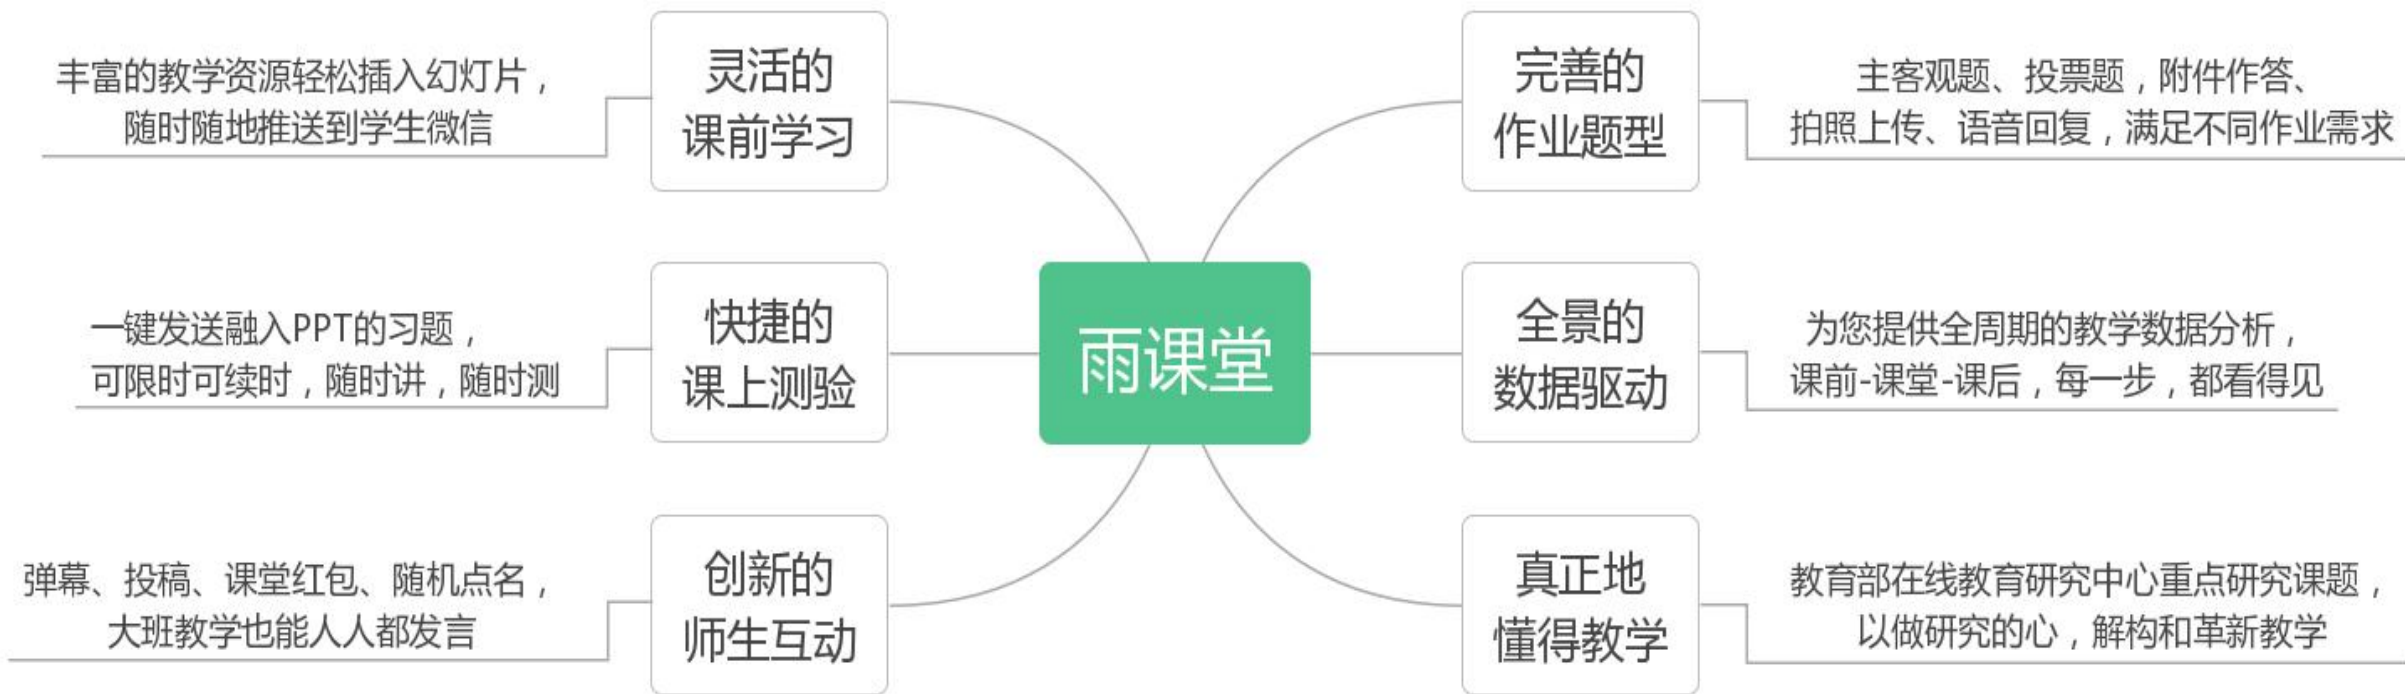 雨课堂
灵活的
课前学习
丰富的教学资源轻松插入幻灯片，
随时随地推送到学生微信
快捷的
课上测验
一键发送融入PPT的习题，
可限时可续时，随时讲，随时测
创新的
师生互动
弹幕、投稿、课堂红包、随机点名，
大班教学也能人人都发言
完善的
作业题型
主客观题、投票题，附件作答、
拍照上传、语音回复，满足不同作业需求
全景的
数据驱动
为您提供全周期的教学数据分析，
课前-课堂-课后，每一步，都看得见
真正地
懂得教学
教育部在线教育研究中心重点研究课题，
以做研究的心，解构和革新教学